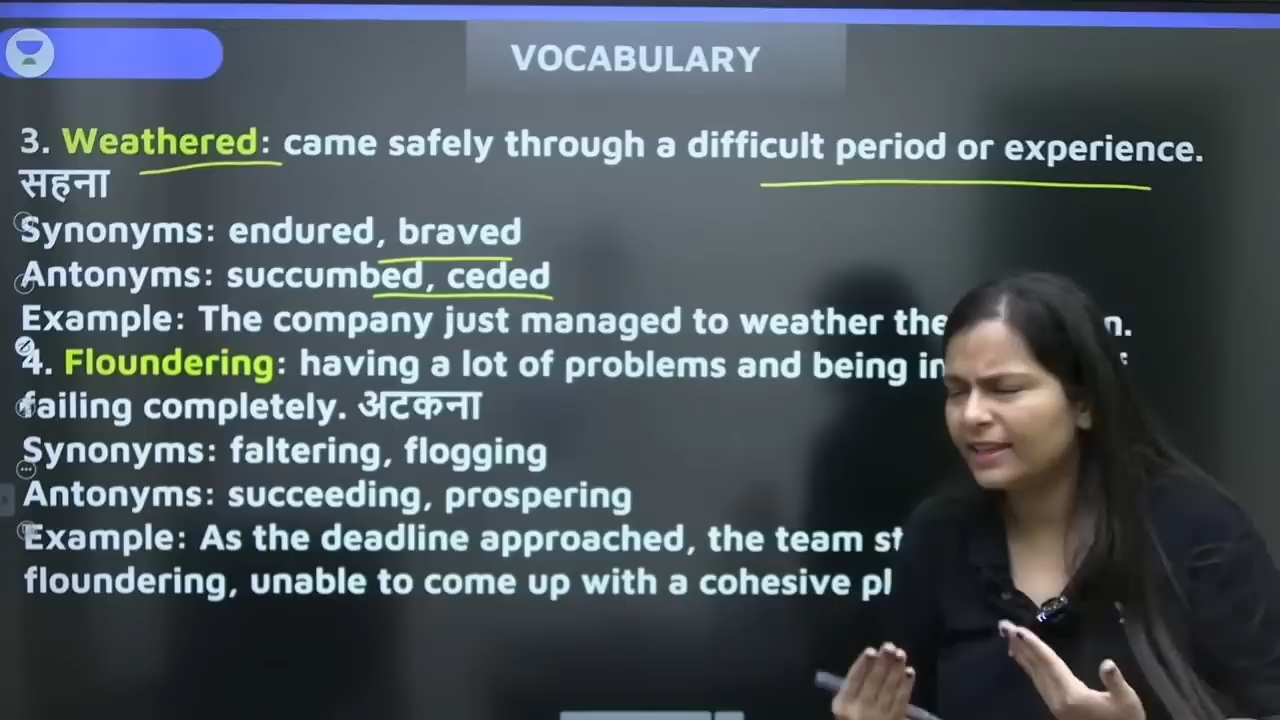 VOCABULARY
3. Weathered: came safely through a difficult period or experience.
सहना
Synonyms: endured, braved
Antonyms: succumbed, ceded
Example: The company just managed to weather the
4. Floundering: having a lot of problems and being in
failing completely. अटकना
Synonyms: faltering, flogging
Antonyms: succeeding, prospering
Example: As the deadline approached, the team
floundering, unable to come up with a cohesive